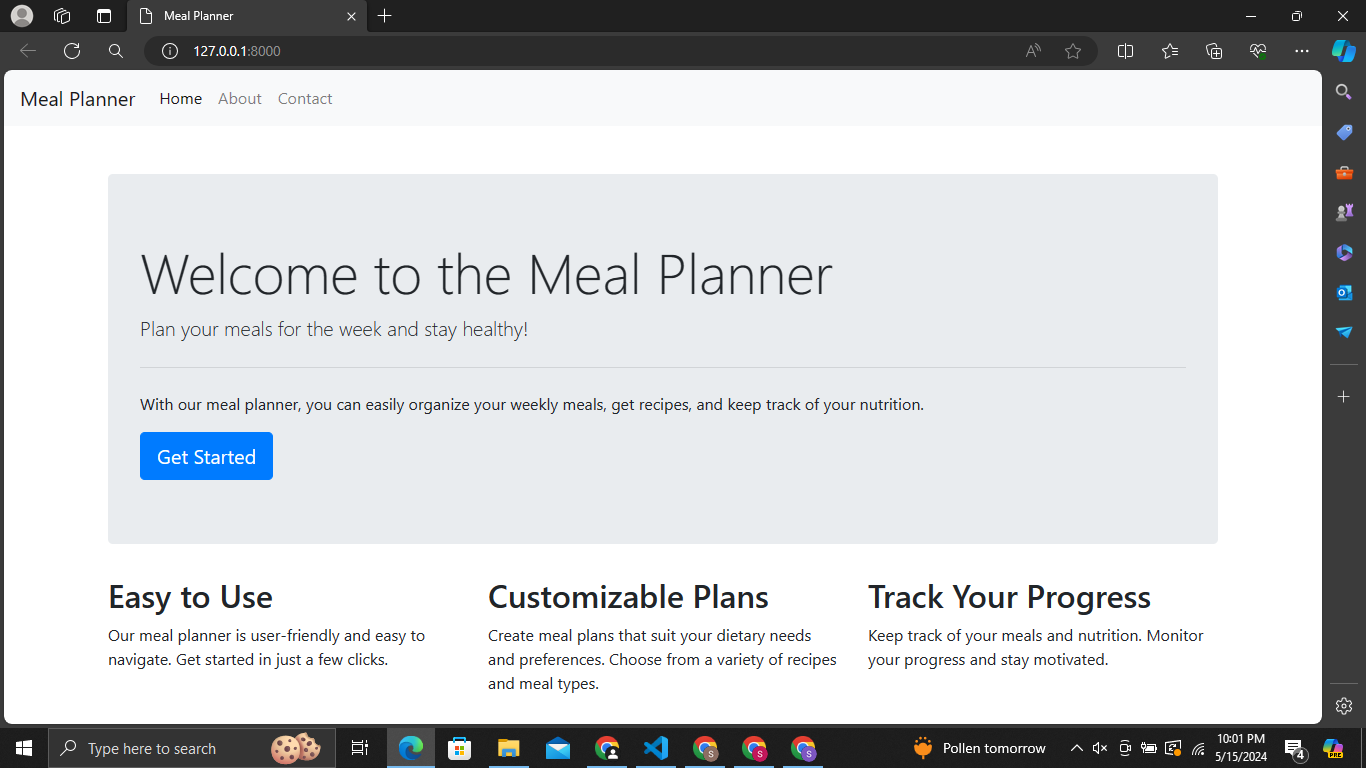 Meal Planner
127.0.0.1:8000
Meal Planner Home About Contact
Welcome to the Meal Planner
Plan your meals for the week and stay healthy!
With our meal planner, you can easily organize your weekly meals, get recipes, and keep track of your nutrition.
Get Started
Easy to Use
Our meal planner is user-friendly and easy to
navigate. Get started in just a few clicks.
Customizable Plans
Create meal plans that suit your dietary needs
and preferences. Choose from a variety of recipes
and meal types.
Track Your Progress
Keep track of your meals and nutrition. Monitor
your progress and stay motivated.
Type here to search
Pollen tomorrow
10:01 PM
5/15/2024
4
PRE
S
S
S